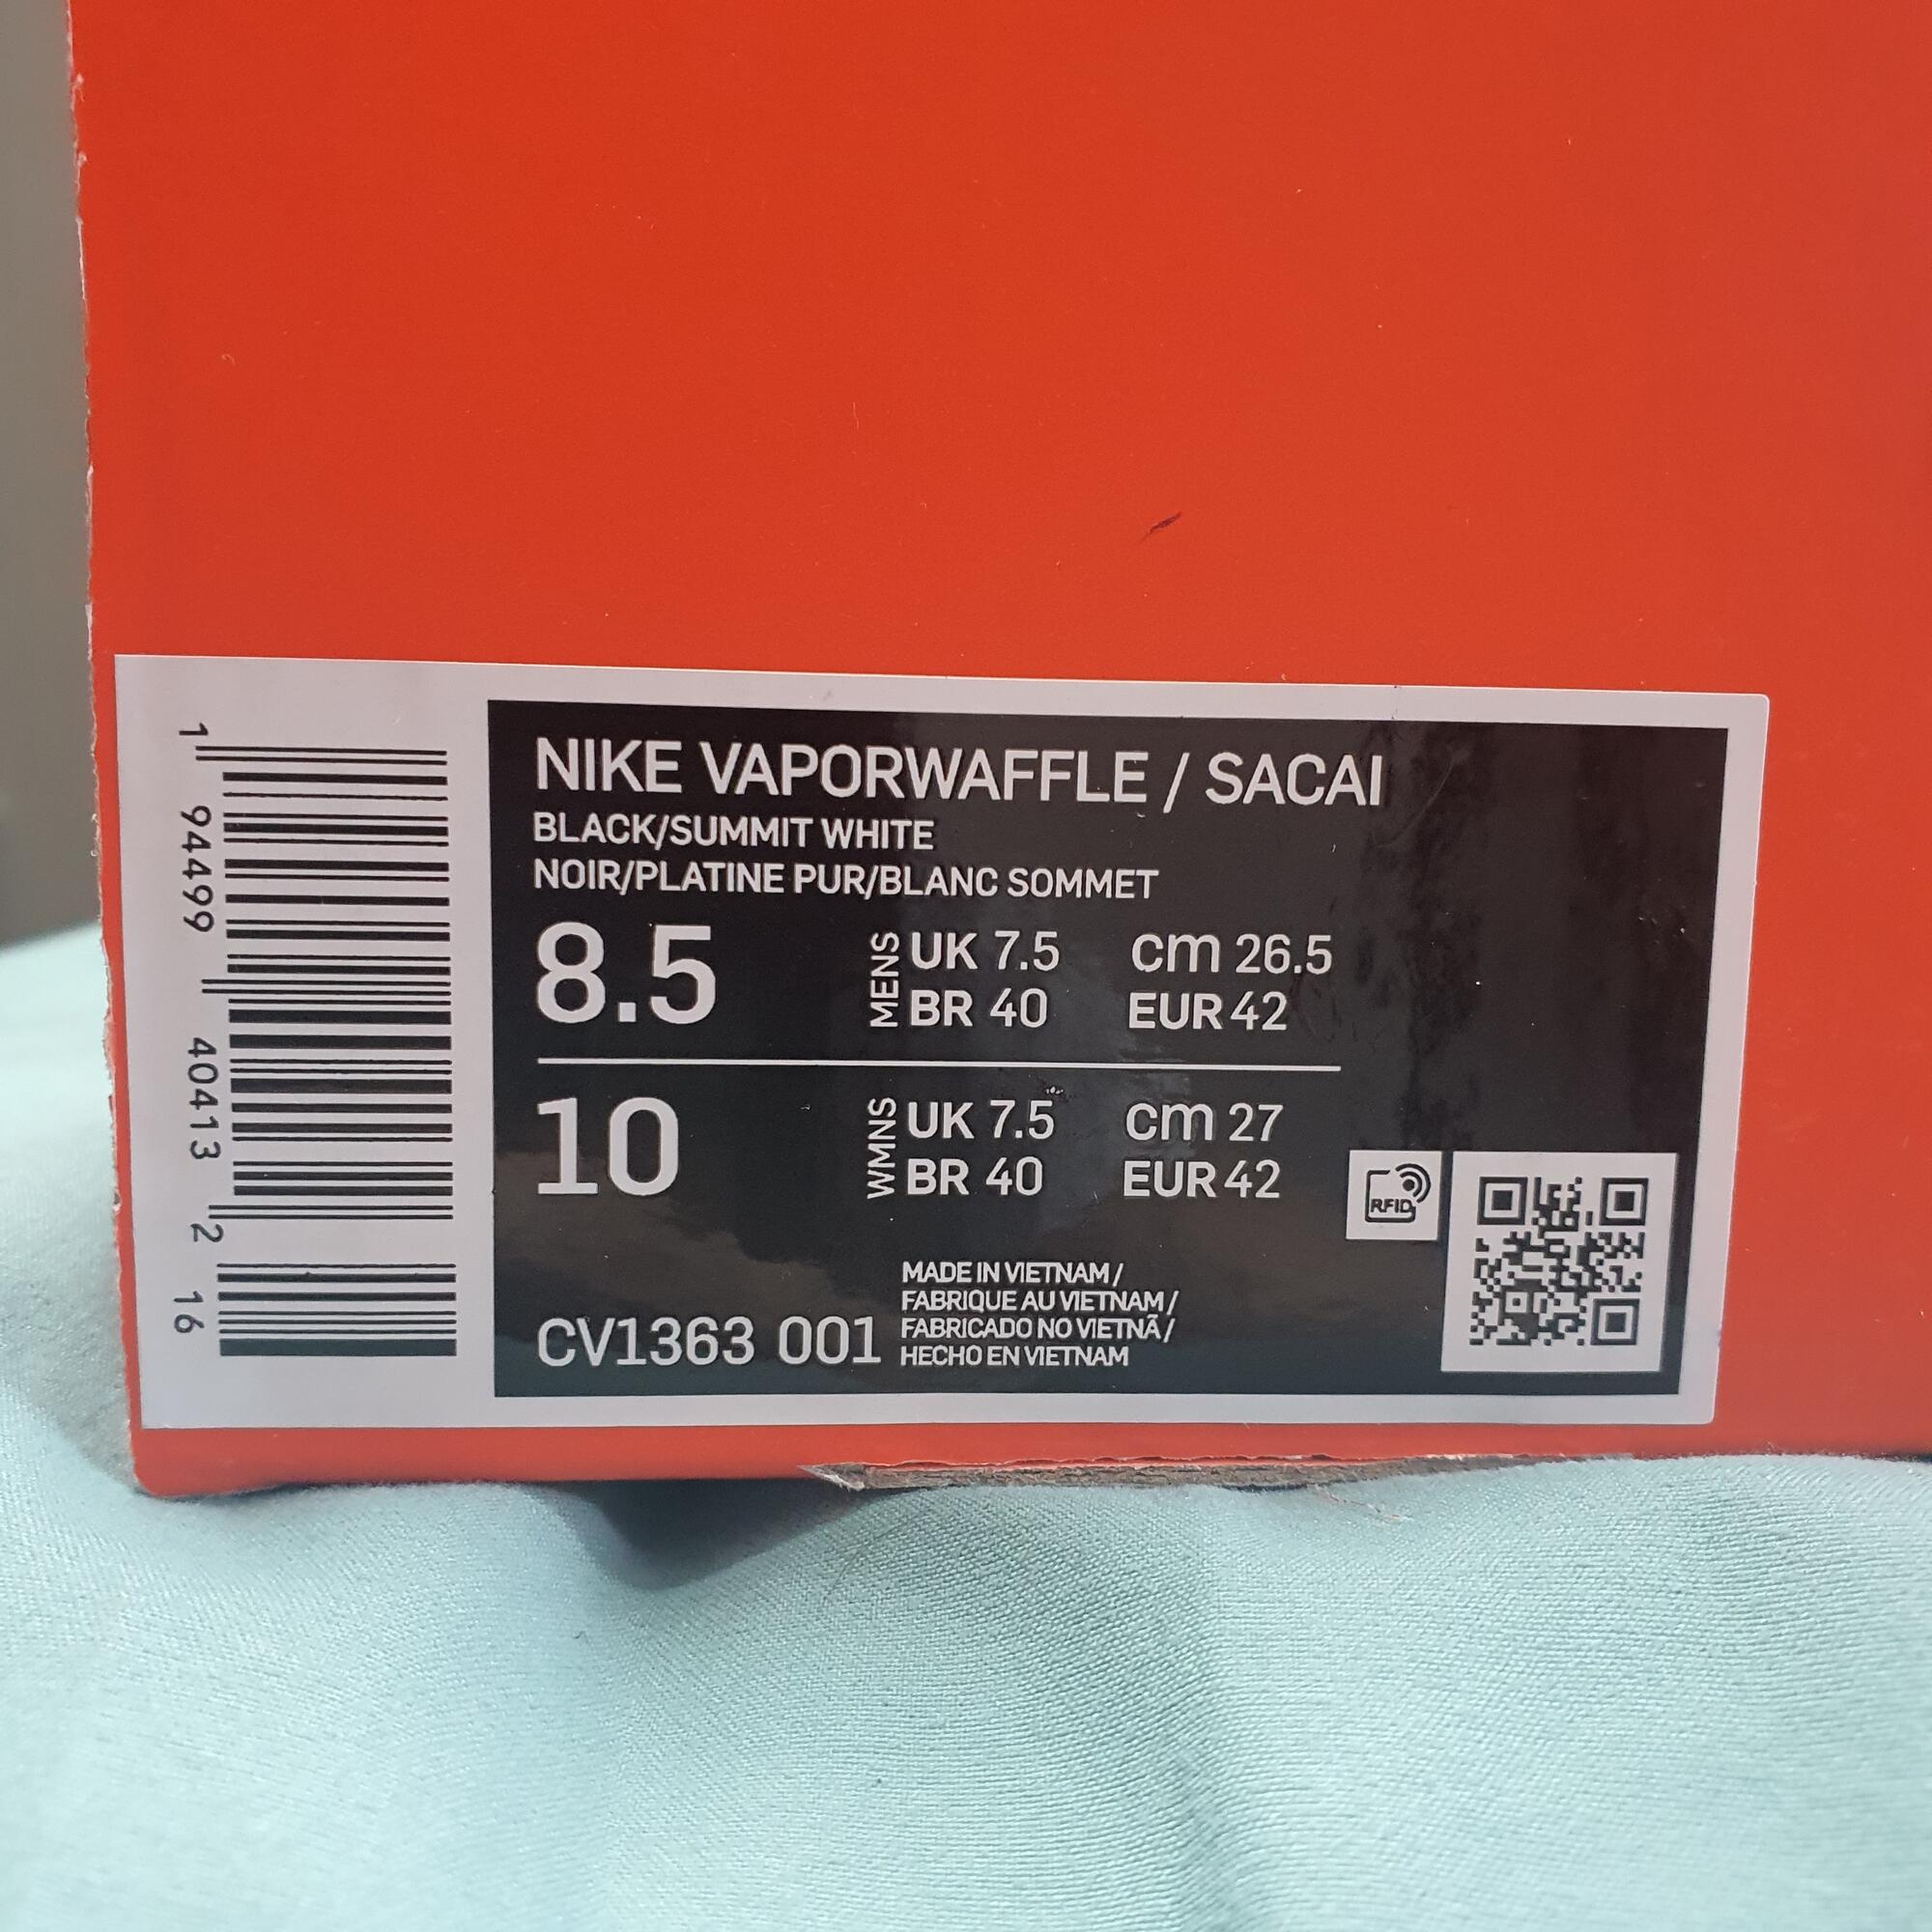 1 94499 40413 2 16
NIKE VAPORWAFFLE / SACAI
BLACK/SUMMIT WHITE
NOIR/PLATINE PUR/BLANC SOMMET
8.5 MENS UK 7.5 cm 26.5
BR 40 EUR 42
10 WMNS UK 7.5 cm 27
BR 40 EUR 42
RFID
MADE IN VIETNAM /
FABRIQUE AU VIETNAM /
FABRICADO NO VIETNÃ /
HECHO EN VIETNAM
CV1363 001